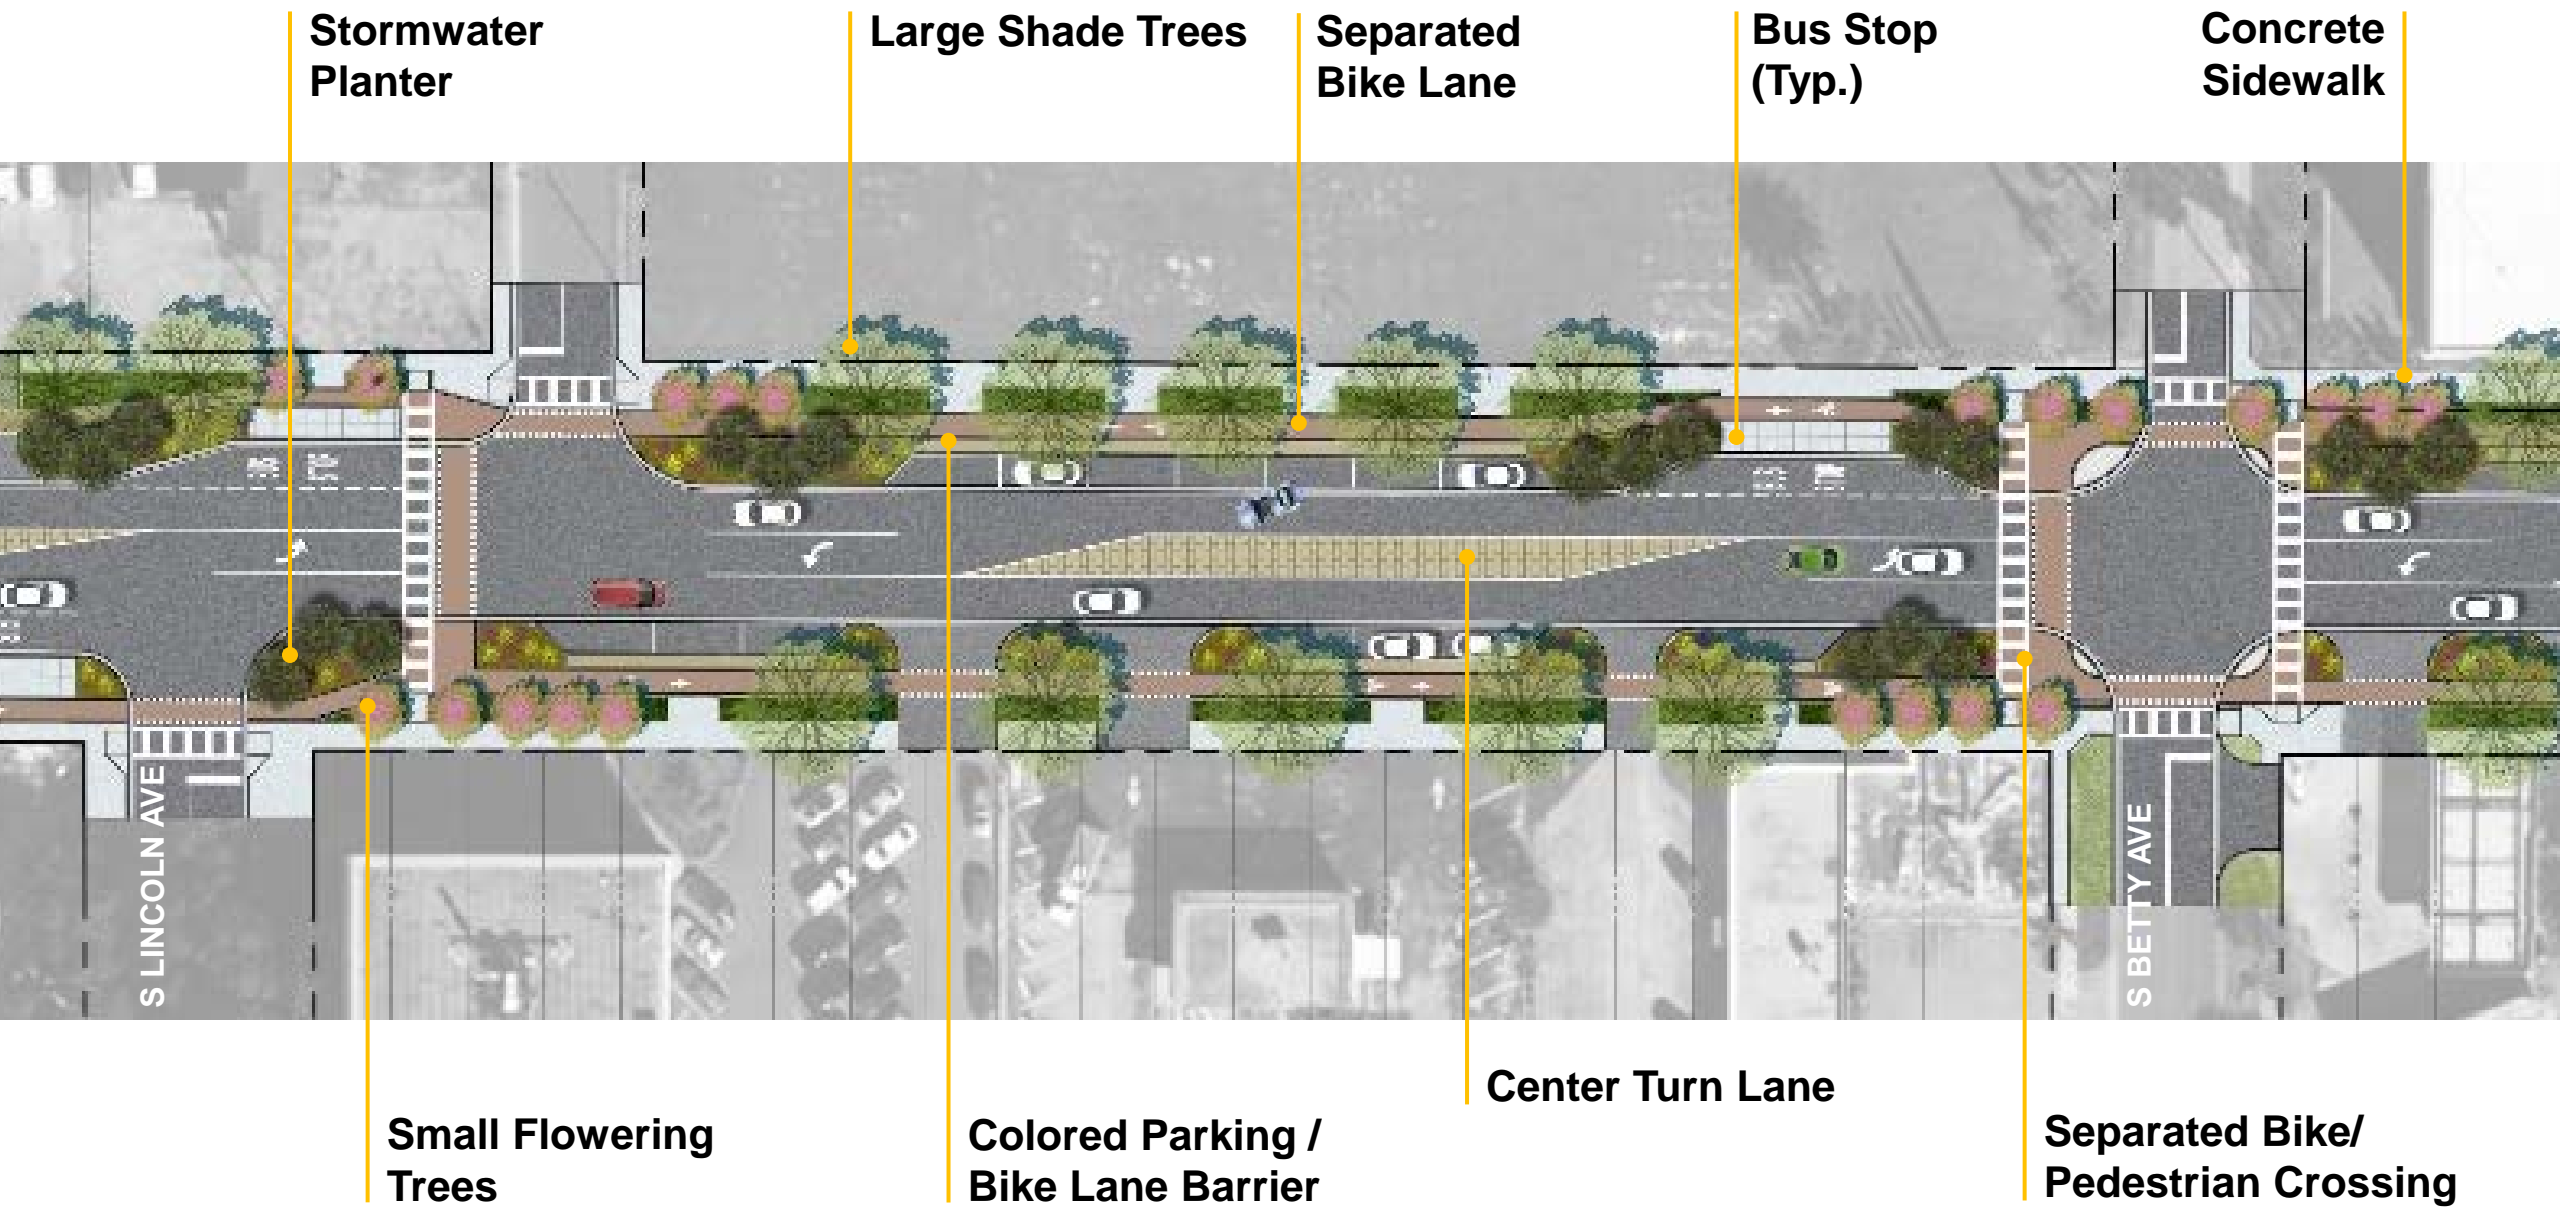 Stormwater
Planter
Large Shade Trees
Separated
Bike Lane
Bus Stop
(Typ.)
Concrete
Sidewalk
S LINCOLN AVE
S BETTY AVE
Small Flowering
Trees
Colored Parking /
Bike Lane Barrier
Center Turn Lane
Separated Bike/
Pedestrian Crossing